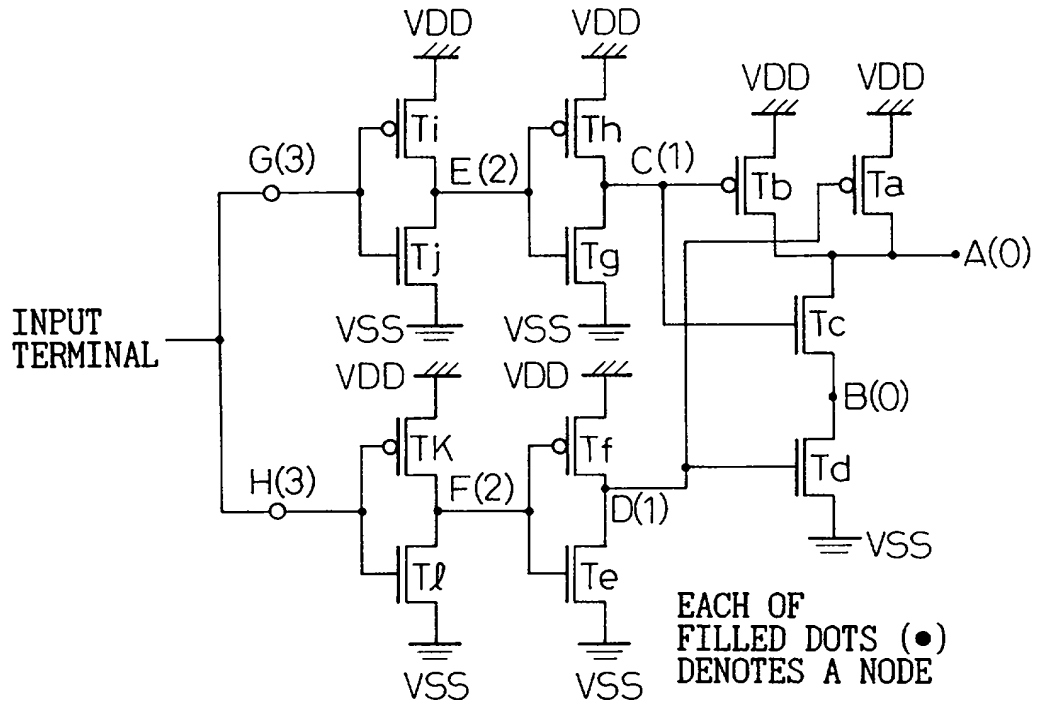 VDD
VDD
VDD
VDD
Ti
Th
G(3)
E(2)
C(1)
Tb
Ta
Tj
Tg
A(0)
VSS
VSS
Tc
INPUT
TERMINAL
VDD
VDD
B(0)
TK
Tf
Td
H(3)
F(2)
D(1)
VSS
Tℓ
Te
EACH OF
FILLED DOTS (●)
DENOTES A NODE
VSS
VSS